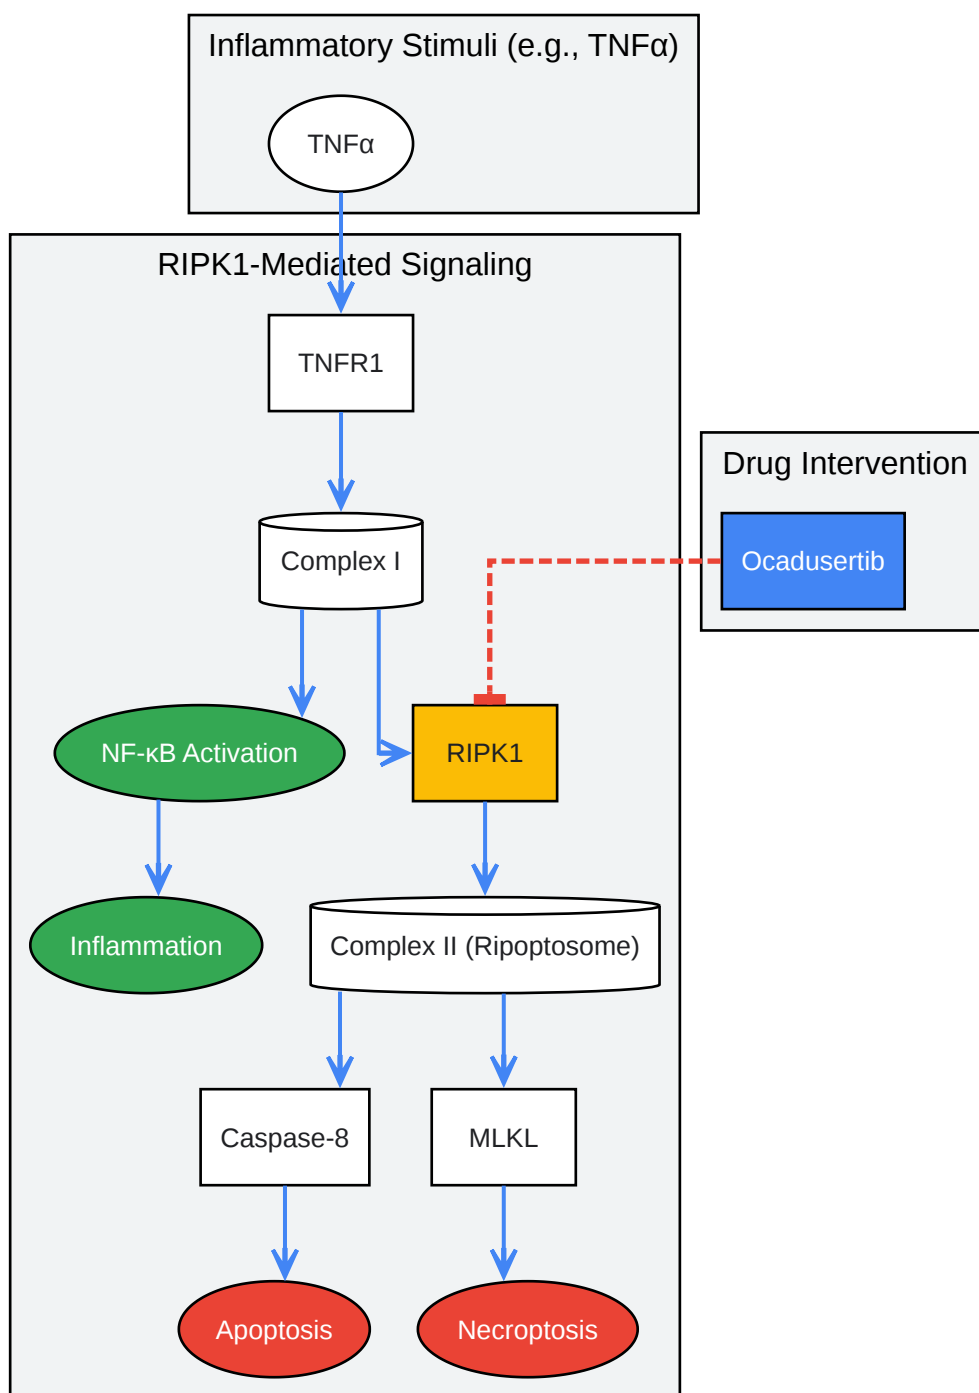 Inflammatory Stimuli (e.g., TNFα)
TNFα
RIPK1-Mediated Signaling
TNFR1
Drug Intervention
Complex I
Ocadusertib
NF-κB Activation
RIPK1
Inflammation
Complex II (Ripoptosome)
Caspase-8
MLKL
Apoptosis
Necroptosis